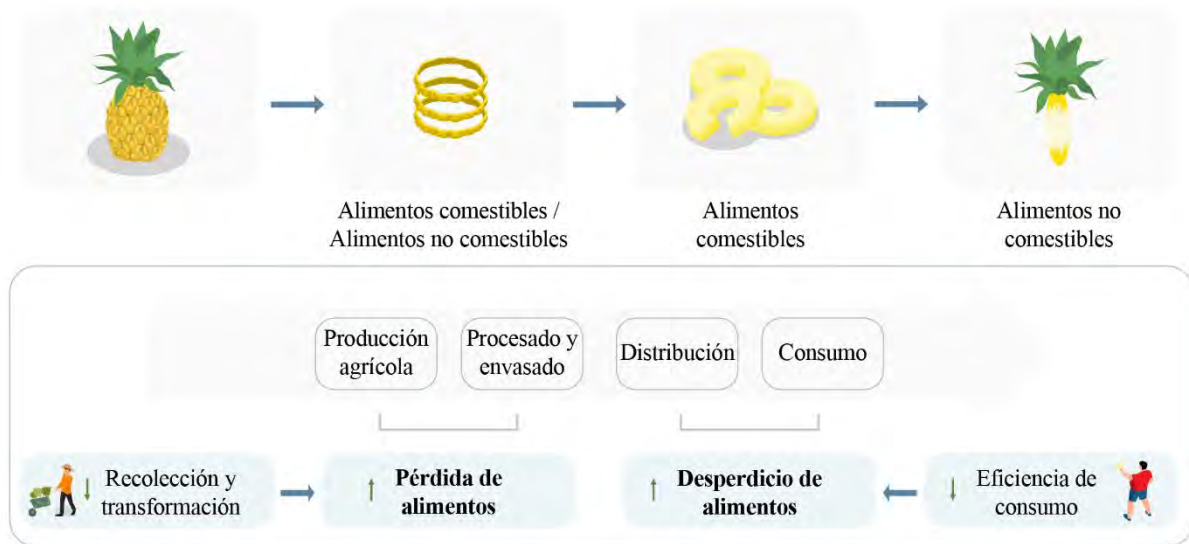 Alimentos comestibles /
Alimentos no comestibles
Alimentos
comestibles
Alimentos no
comestibles
Producción
agrícola
Procesado y
envasado
Distribución
Consumo
Recolección y
transformación
Pérdida de
alimentos
Desperdicio de
alimentos
Eficiencia de
consumo